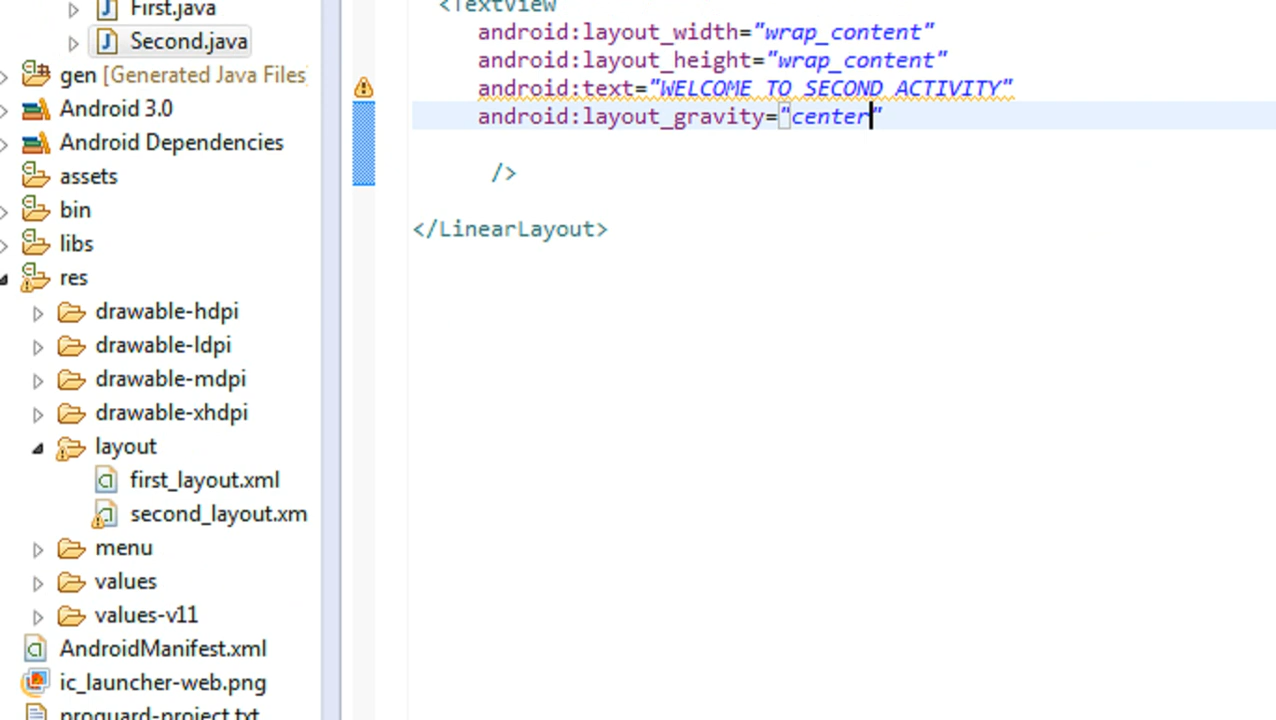 First.java
Second.java
gen [Generated Java Files]
Android 3.0
Android Dependencies
assets
bin
libs
res
drawable-hdpi
drawable-ldpi
drawable-mdpi
drawable-xhdpi
layout
first_layout.xml
second_layout.xm
menu
values
values-v11
AndroidManifest.xml
ic_launcher-web.png
proguard-project.txt
<TextView
android:layout_width="wrap_content"
android:layout_height="wrap_content"
android:text="WELCOME TO SECOND ACTIVITY"
android:layout_gravity="center"
/>
</LinearLayout>